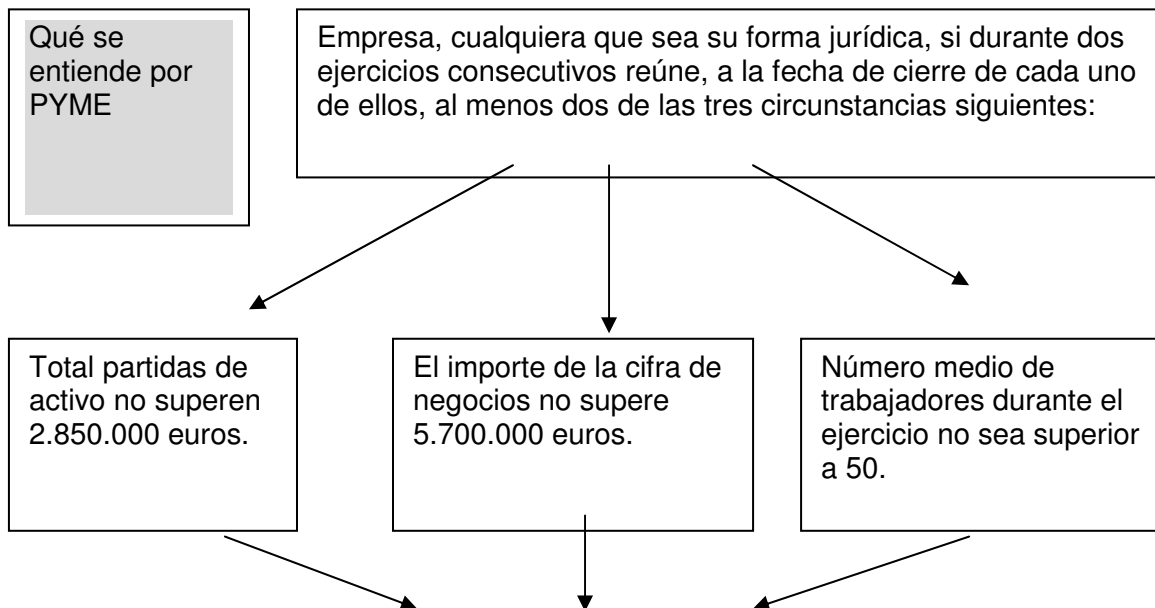 Qué se
entiende por
PYME
Empresa, cualquiera que sea su forma jurídica, si durante dos
ejercicios consecutivos reúne, a la fecha de cierre de cada uno
de ellos, al menos dos de las tres circunstancias siguientes:
Total partidas de
activo no superen
2.850.000 euros.
El importe de la cifra de
negocios no supere
5.700.000 euros.
Número medio de
trabajadores durante el
ejercicio no sea superior
a 50.